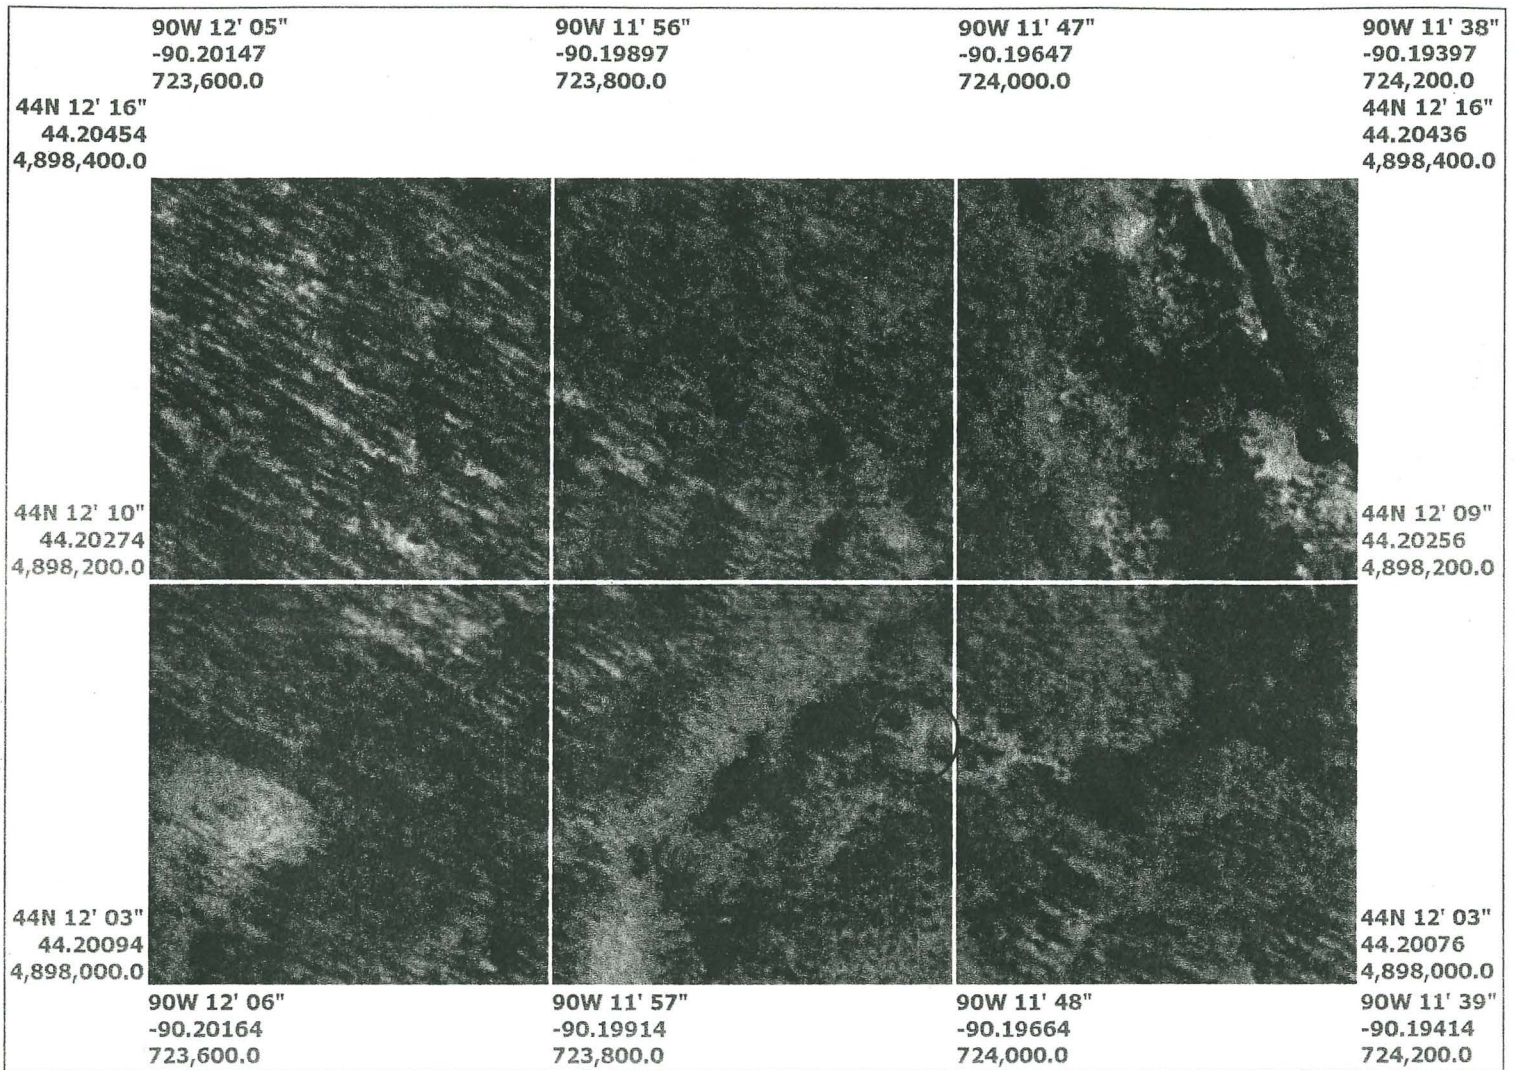 90W 12' 05"
-90.20147
723,600.0
90W 11' 56"
-90.19897
723,800.0
90W 11' 47"
-90.19647
724,000.0
90W 11' 38"
-90.19397
724,200.0
44N 12' 16"
44.20454
4,898,400.0
44N 12' 16"
44.20436
4,898,400.0
44N 12' 10"
44.20274
4,898,200.0
44N 12' 09"
44.20256
4,898,200.0
44N 12' 03"
44.20094
4,898,000.0
44N 12' 03"
44.20076
4,898,000.0
90W 12' 06"
-90.20164
723,600.0
90W 11' 57"
-90.19914
723,800.0
90W 11' 48"
-90.19664
724,000.0
90W 11' 39"
-90.19414
724,200.0